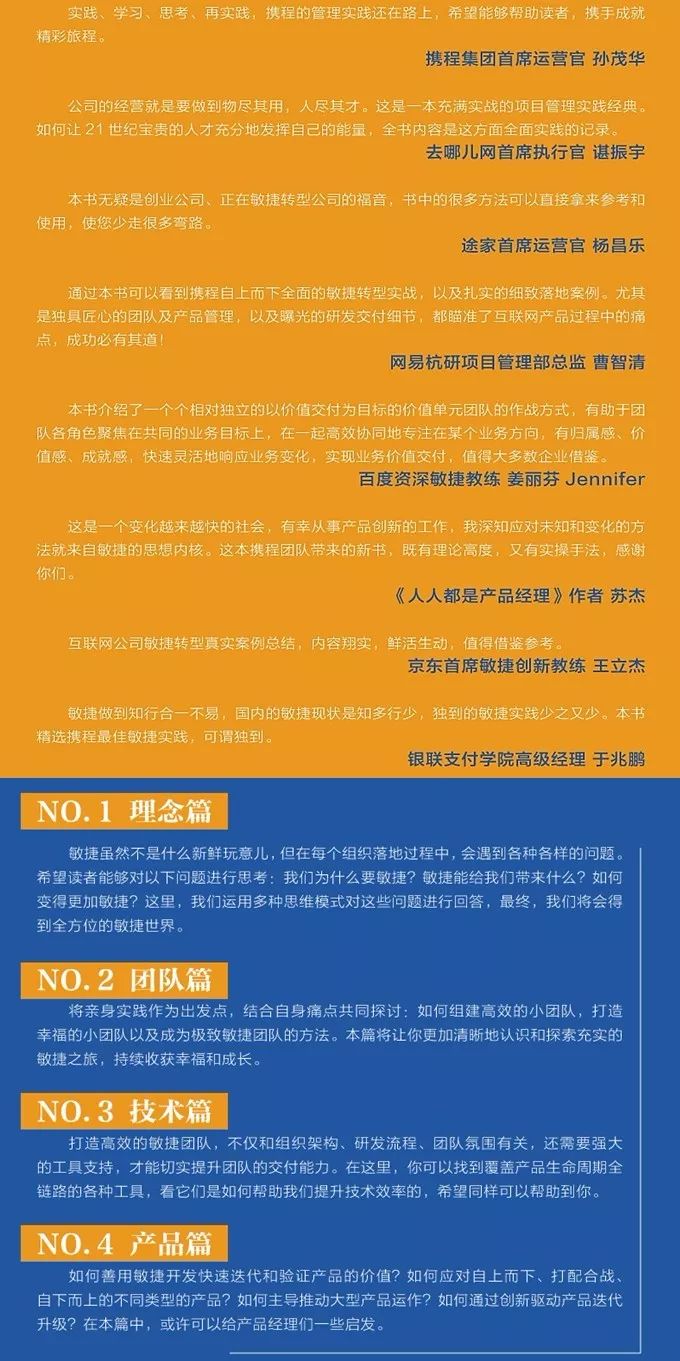 实践、学习、思考、再实践，携程的管理实践还在路上，希望能够帮助读者，携手成就
精彩旅程。
携程集团首席运营官 孙茂华
公司的经营就是要做到物尽其用，人尽其才。这是一本充满实战的项目管理实践经典。
如何让 21 世纪宝贵的人才充分地发挥自己的能量，全书内容是这方面全面实践的记录。
去哪儿网首席执行官 谌振宇
本书无疑是创业公司、正在敏捷转型公司的福音，书中的很多方法可以直接拿来参考和
使用，使您少走很多弯路。
途家首席运营官 杨昌乐
通过本书可以看到携程自上而下全面的敏捷转型实战，以及扎实的细致落地案例。尤其
是独具匠心的团队及产品管理，以及曝光的研发交付细节，都瞄准了互联网产品过程中的痛
点，成功必有其道！
网易杭研项目管理部总监 曹智清
本书介绍了一个个相对独立的以价值交付为目标的价值单元团队的作战方式，有助于团
队各角色聚焦在共同的业务目标上，在一起高效协同地专注在某个业务方向，有归属感、价
值感、成就感，快速灵活地响应业务变化，实现业务价值交付，值得大多数企业借鉴。
百度资深敏捷教练 姜丽芬 Jennifer
这是一个变化越来越快的社会，有幸从事产品创新的工作，我深知应对未知和变化的方
法就来自敏捷的思想内核。这本携程团队带来的新书，既有理论高度，又有实操手法，感谢
你们。
《人人都是产品经理》作者 苏杰
互联网公司敏捷转型真实案例总结，内容翔实，鲜活生动，值得借鉴参考。
京东首席敏捷创新教练 王立杰
敏捷做到知行合一不易，国内的敏捷现状是知多行少，独到的敏捷实践少之又少。本书
精选携程最佳敏捷实践，可谓独到。
银联支付学院高级经理 于兆鹏
NO. 1 理念篇
敏捷虽然不是什么新鲜玩意儿，但在每个组织落地过程中，会遇到各种各样的问题。
希望读者能够对以下问题进行思考：我们为什么要敏捷？敏捷能给我们带来什么？如何
变得更加敏捷？这里，我们运用多种思维模式对这些问题进行回答，最终，我们将会得
到全方位的敏捷世界。
NO. 2 团队篇
将亲身实践作为出发点，结合自身痛点共同探讨：如何组建高效的小团队，打造
幸福的小团队以及成为极致敏捷团队的方法。本篇将让你更加清晰地认识和探索充实的
敏捷之旅，持续收获幸福和成长。
NO. 3 技术篇
打造高效的敏捷团队，不仅和组织架构、研发流程、团队氛围有关，还需要强大
的工具支持，才能切实提升团队的交付能力。在这里，你可以找到覆盖产品生命周期全
链路的各种工具，看它们是如何帮助我们提升技术效率的，希望同样可以帮助到你。
NO. 4 产品篇
如何善用敏捷开发快速迭代和验证产品的价值？如何应对自上而下、打配合战、
自下而上的不同类型的产品？如何主导推动大型产品运作？如何通过创新驱动产品迭代
升级？在本篇中，或许可以给产品经理们一些启发。